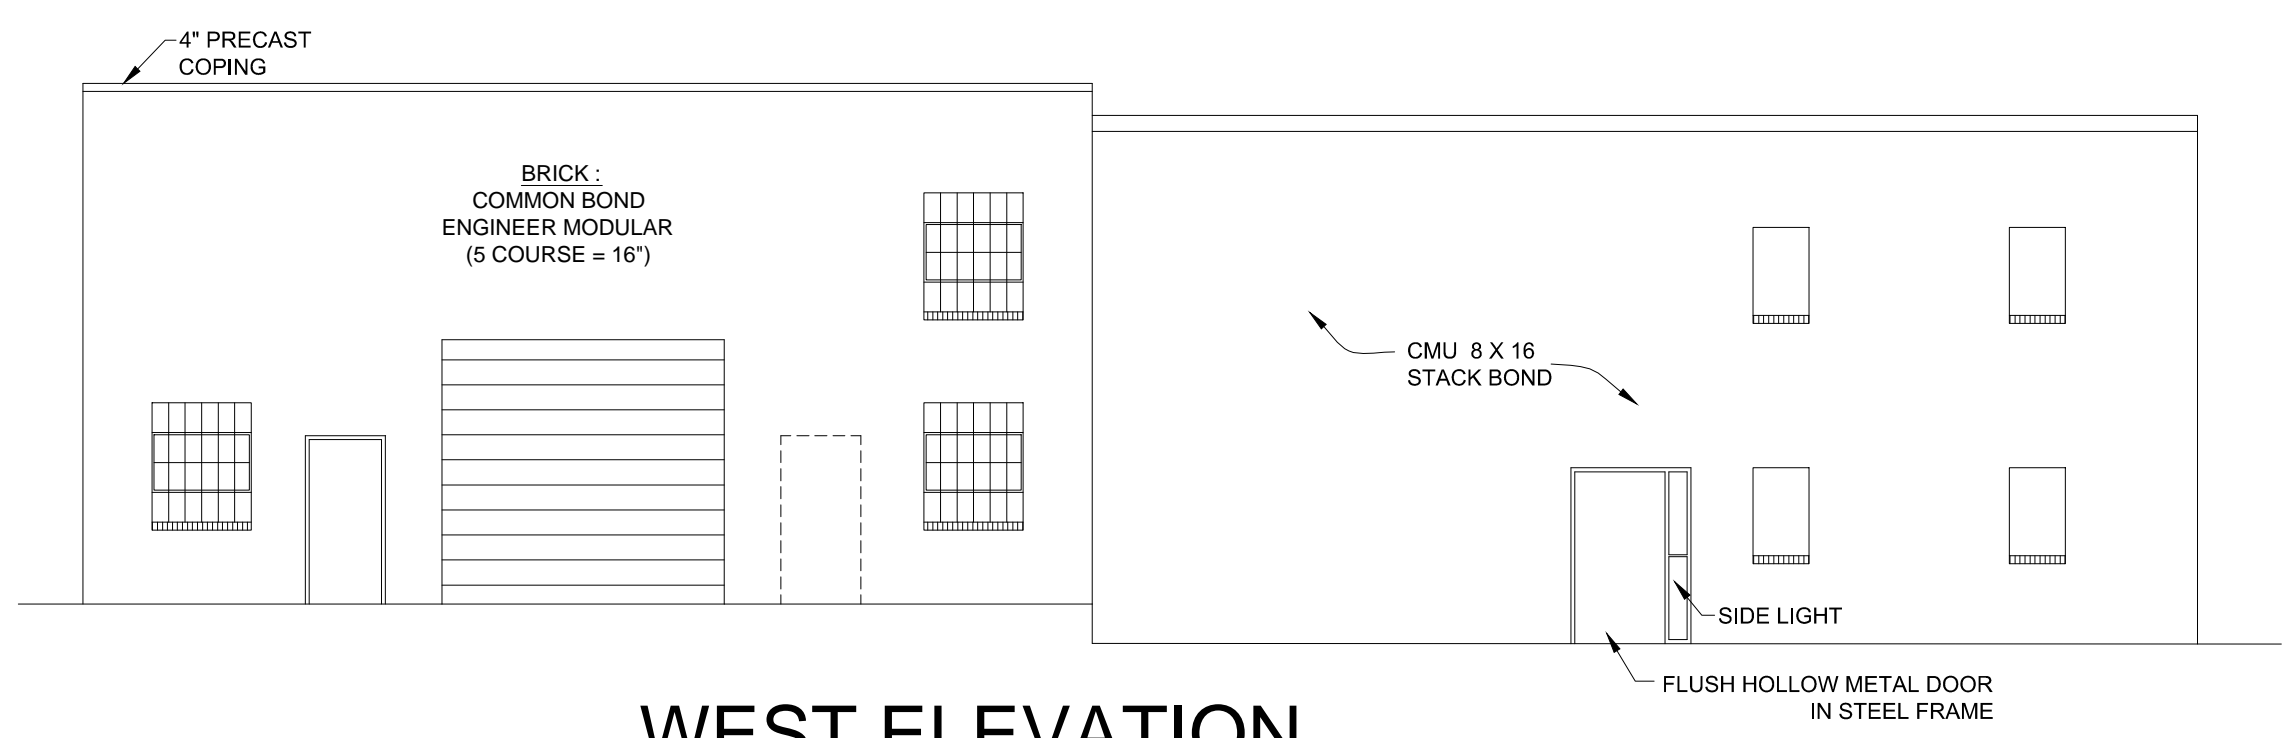 4" PRECAST
COPING
BRICK :
COMMON BOND
ENGINEER MODULAR
(5 COURSE = 16")
CMU 8 X 16
STACK BOND
SIDE LIGHT
FLUSH HOLLOW METAL DOOR
IN STEEL FRAME
WEST ELEVATION